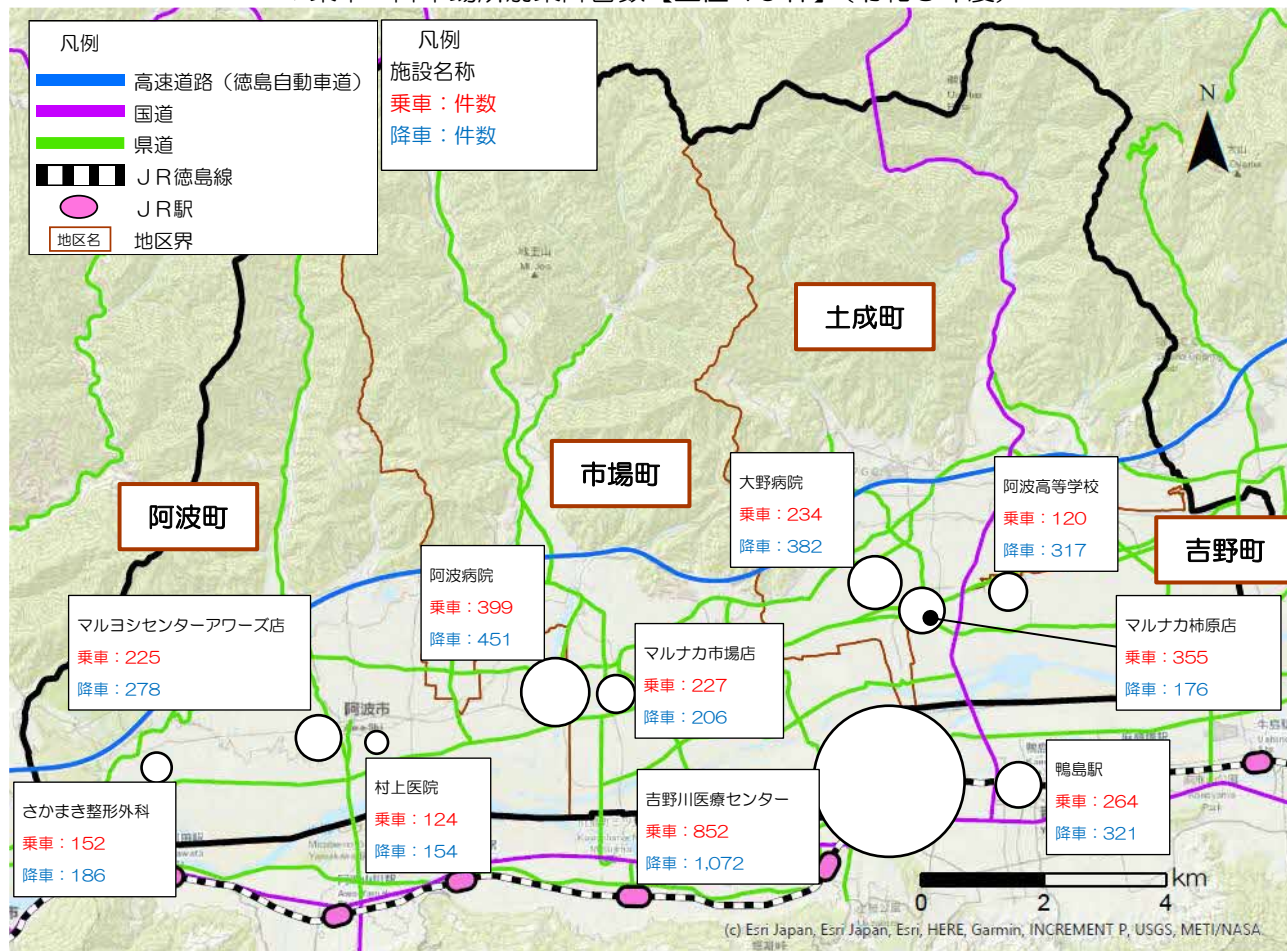 凡例
高速道路（徳島自動車道）
国道
県道
ＪＲ徳島線
ＪＲ駅
地区名
地区界
凡例
施設名称
乗車：件数
降車：件数
N
大山
土成町
市場町
阿波町
吉野町
大野病院
乗車：234
降車：382
阿波高等学校
乗車：120
降車：317
阿波病院
乗車：399
降車：451
マルヨシセンターアワーズ店
乗車：225
降車：278
マルナカ市場店
乗車：227
降車：206
マルナカ柿原店
乗車：355
降車：176
阿波市
さかまき整形外科
乗車：152
降車：186
村上医院
乗車：124
降車：154
吉野川医療センター
乗車：852
降車：1,072
鴨島駅
乗車：264
降車：321
km
0
2
4
(c) Esri Japan, Esri Japan, Esri, HERE, Garmin, INCREMENT P, USGS, METI/NASA